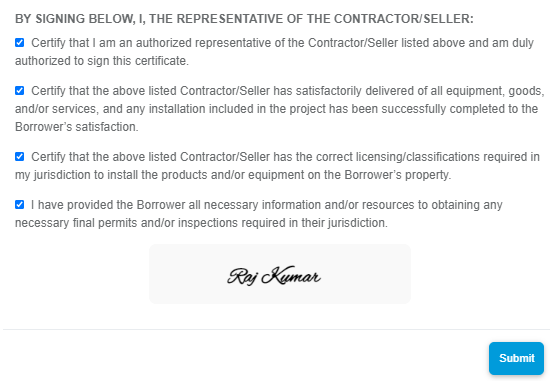 BY SIGNING BELOW, I, THE REPRESENTATIVE OF THE CONTRACTOR/SELLER:
Certify that I am an authorized representative of the Contractor/Seller listed above and am duly
authorized to sign this certificate.
Certify that the above listed Contractor/Seller has satisfactorily delivered of all equipment, goods,
and/or services, and any installation included in the project has been successfully completed to the
Borrower's satisfaction.
Certify that the above listed Contractor/Seller has the correct licensing/classifications required in
my jurisdiction to install the products and/or equipment on the Borrower's property.
I have provided the Borrower all necessary information and/or resources to obtaining any
necessary final permits and/or inspections required in their jurisdiction.
Raj Kumar
Submit